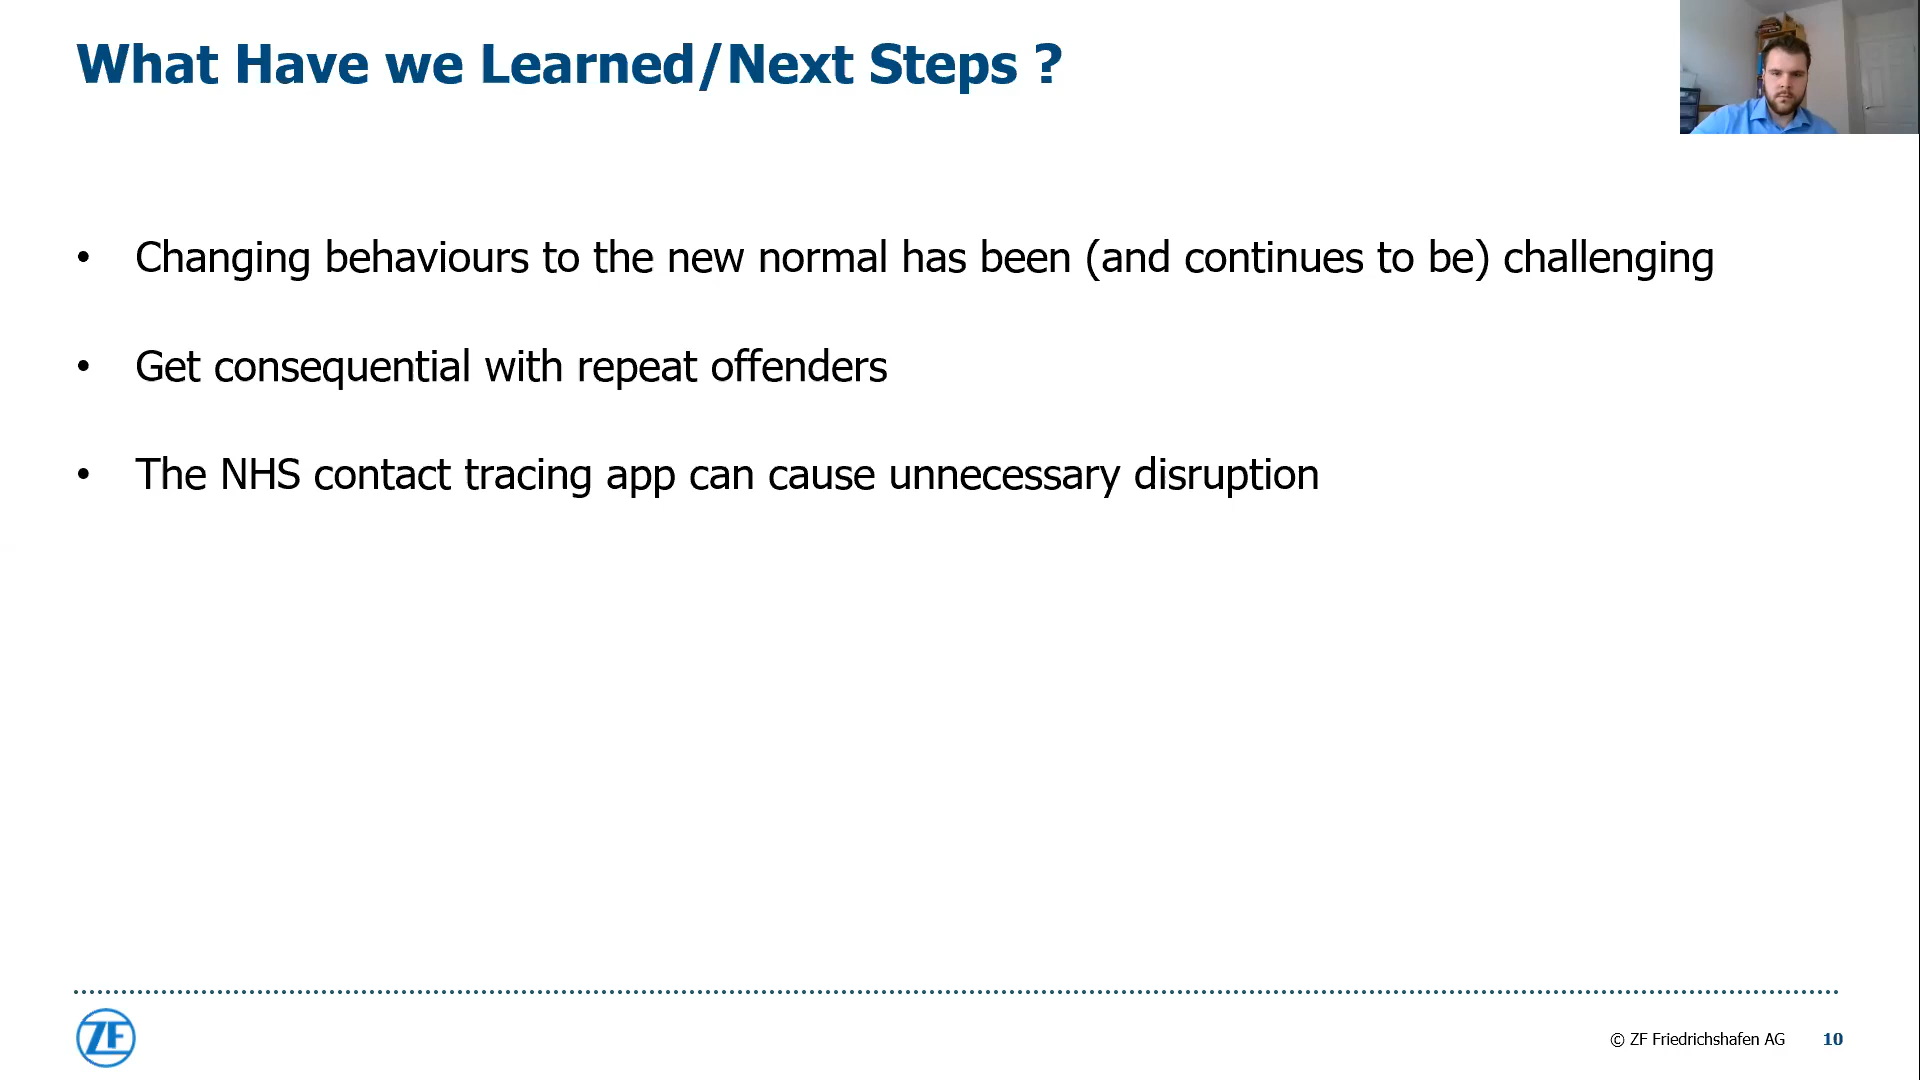 What Have we Learned/Next Steps ?
• Changing behaviours to the new normal has been (and continues to be) challenging
• Get consequential with repeat offenders
• The NHS contact tracing app can cause unnecessary disruption
ZF
© ZF Friedrichshafen AG 10